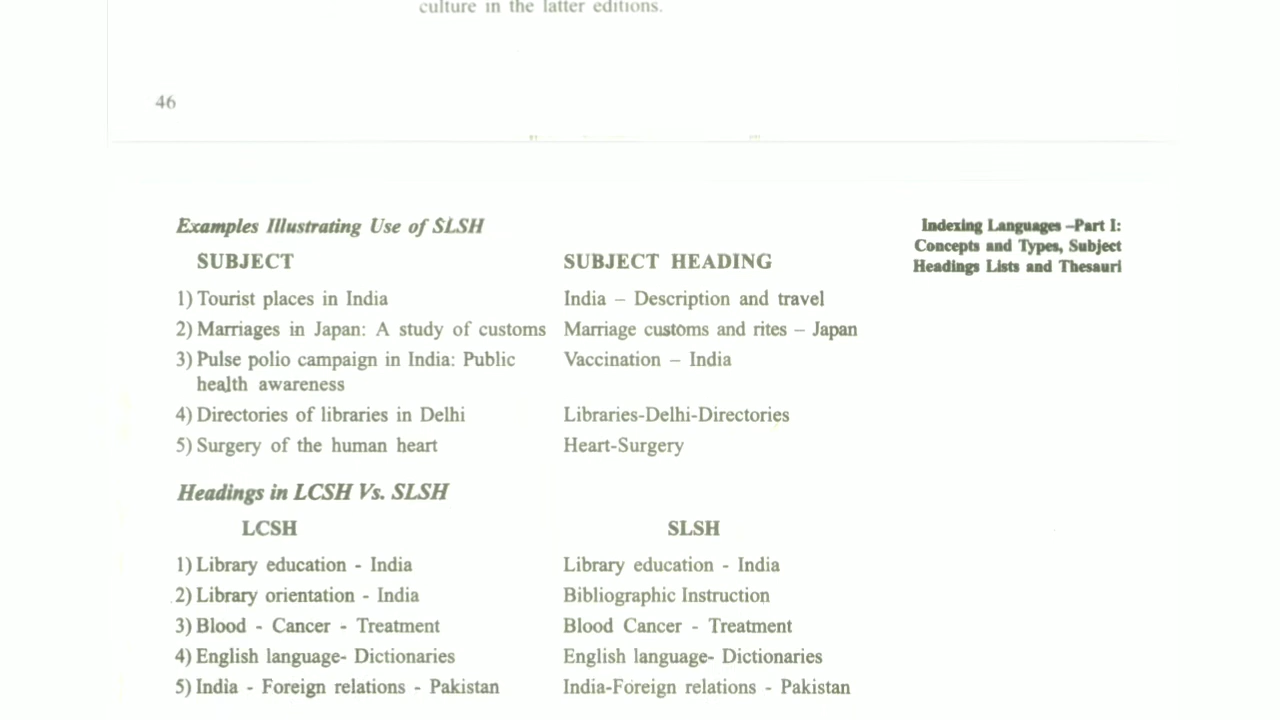 culture in the latter editions.
46
Examples Illustrating Use of SLSH
Indexing Languages –Part I:
Concepts and Types, Subject
Headings Lists and Thesauri
SUBJECT SUBJECT HEADING
1) Tourist places in India India – Description and travel
2) Marriages in Japan: A study of customs Marriage customs and rites – Japan
3) Pulse polio campaign in India: Public Vaccination – India
health awareness
4) Directories of libraries in Delhi Libraries-Delhi-Directories
5) Surgery of the human heart Heart-Surgery
Headings in LCSH Vs. SLSH
LCSH SLSH
1) Library education - India Library education - India
2) Library orientation - India Bibliographic Instruction
3) Blood - Cancer - Treatment Blood Cancer - Treatment
4) English language- Dictionaries English language- Dictionaries
5) India - Foreign relations - Pakistan India-Foreign relations - Pakistan